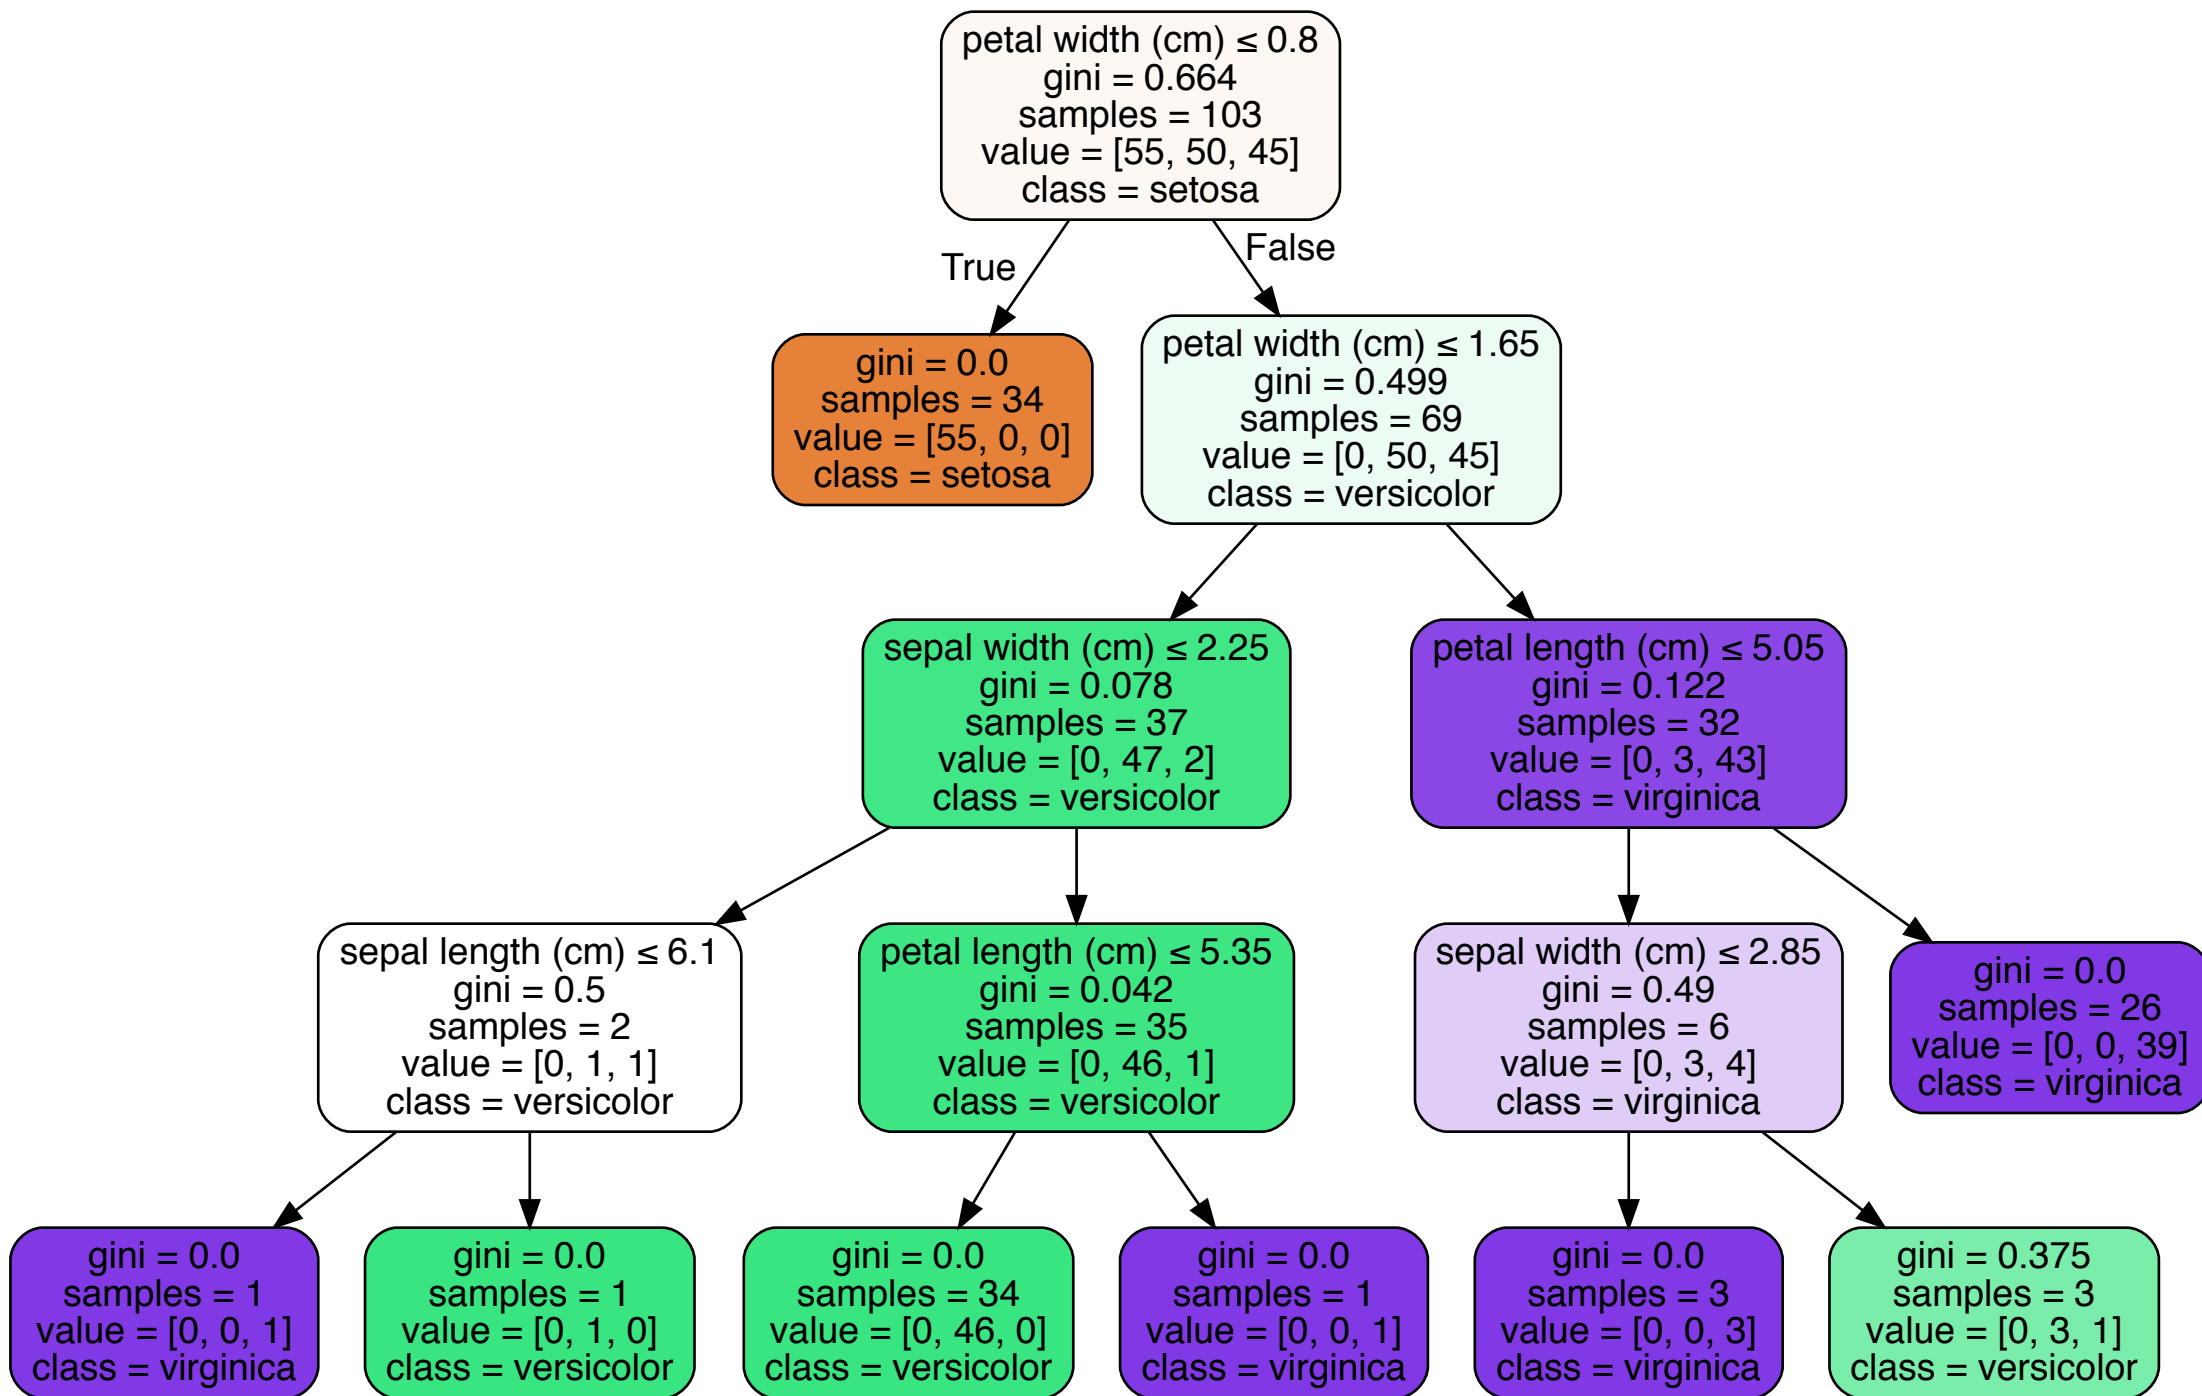 petal width (cm) ≤ 0.8
gini = 0.664
samples = 103
value = [55, 50, 45]
class = setosa
True
False
gini = 0.0
samples = 34
value = [55, 0, 0]
class = setosa
petal width (cm) ≤ 1.65
gini = 0.499
samples = 69
value = [0, 50, 45]
class = versicolor
sepal width (cm) ≤ 2.25
gini = 0.078
samples = 37
value = [0, 47, 2]
class = versicolor
petal length (cm) ≤ 5.05
gini = 0.122
samples = 32
value = [0, 3, 43]
class = virginica
sepal length (cm) ≤ 6.1
gini = 0.5
samples = 2
value = [0, 1, 1]
class = versicolor
petal length (cm) ≤ 5.35
gini = 0.042
samples = 35
value = [0, 46, 1]
class = versicolor
sepal width (cm) ≤ 2.85
gini = 0.49
samples = 6
value = [0, 3, 4]
class = virginica
gini = 0.0
samples = 26
value = [0, 0, 39]
class = virginica
gini = 0.0
samples = 1
value = [0, 0, 1]
class = virginica
gini = 0.0
samples = 1
value = [0, 1, 0]
class = versicolor
gini = 0.0
samples = 34
value = [0, 46, 0]
class = versicolor
gini = 0.0
samples = 1
value = [0, 0, 1]
class = virginica
gini = 0.0
samples = 3
value = [0, 0, 3]
class = virginica
gini = 0.375
samples = 3
value = [0, 3, 1]
class = versicolor